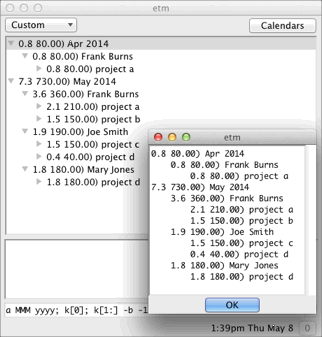 etm
Custom
Calendars
0.8 80.00) Apr 2014
0.8 80.00) Frank Burns
0.8 80.00) project a
7.3 730.00) May 2014
3.6 360.00) Frank Burns
2.1 210.00) project a
1.5 150.00) project b
1.9 190.00) Joe Smith
1.5 150.00) project c
0.4 40.00) project d
1.8 180.00) Mary Jones
1.8 180.00) project d
etm
0.8 80.00) Apr 2014
0.8 80.00) Frank Burns
0.8 80.00) project a
7.3 730.00) May 2014
3.6 360.00) Frank Burns
2.1 210.00) project a
1.5 150.00) project b
1.9 190.00) Joe Smith
1.5 150.00) project c
0.4 40.00) project d
1.8 180.00) Mary Jones
1.8 180.00) project d
OK
a MMM yyyy; k[0]; k[1:] -b -1
1:39pm Thu May 8
0